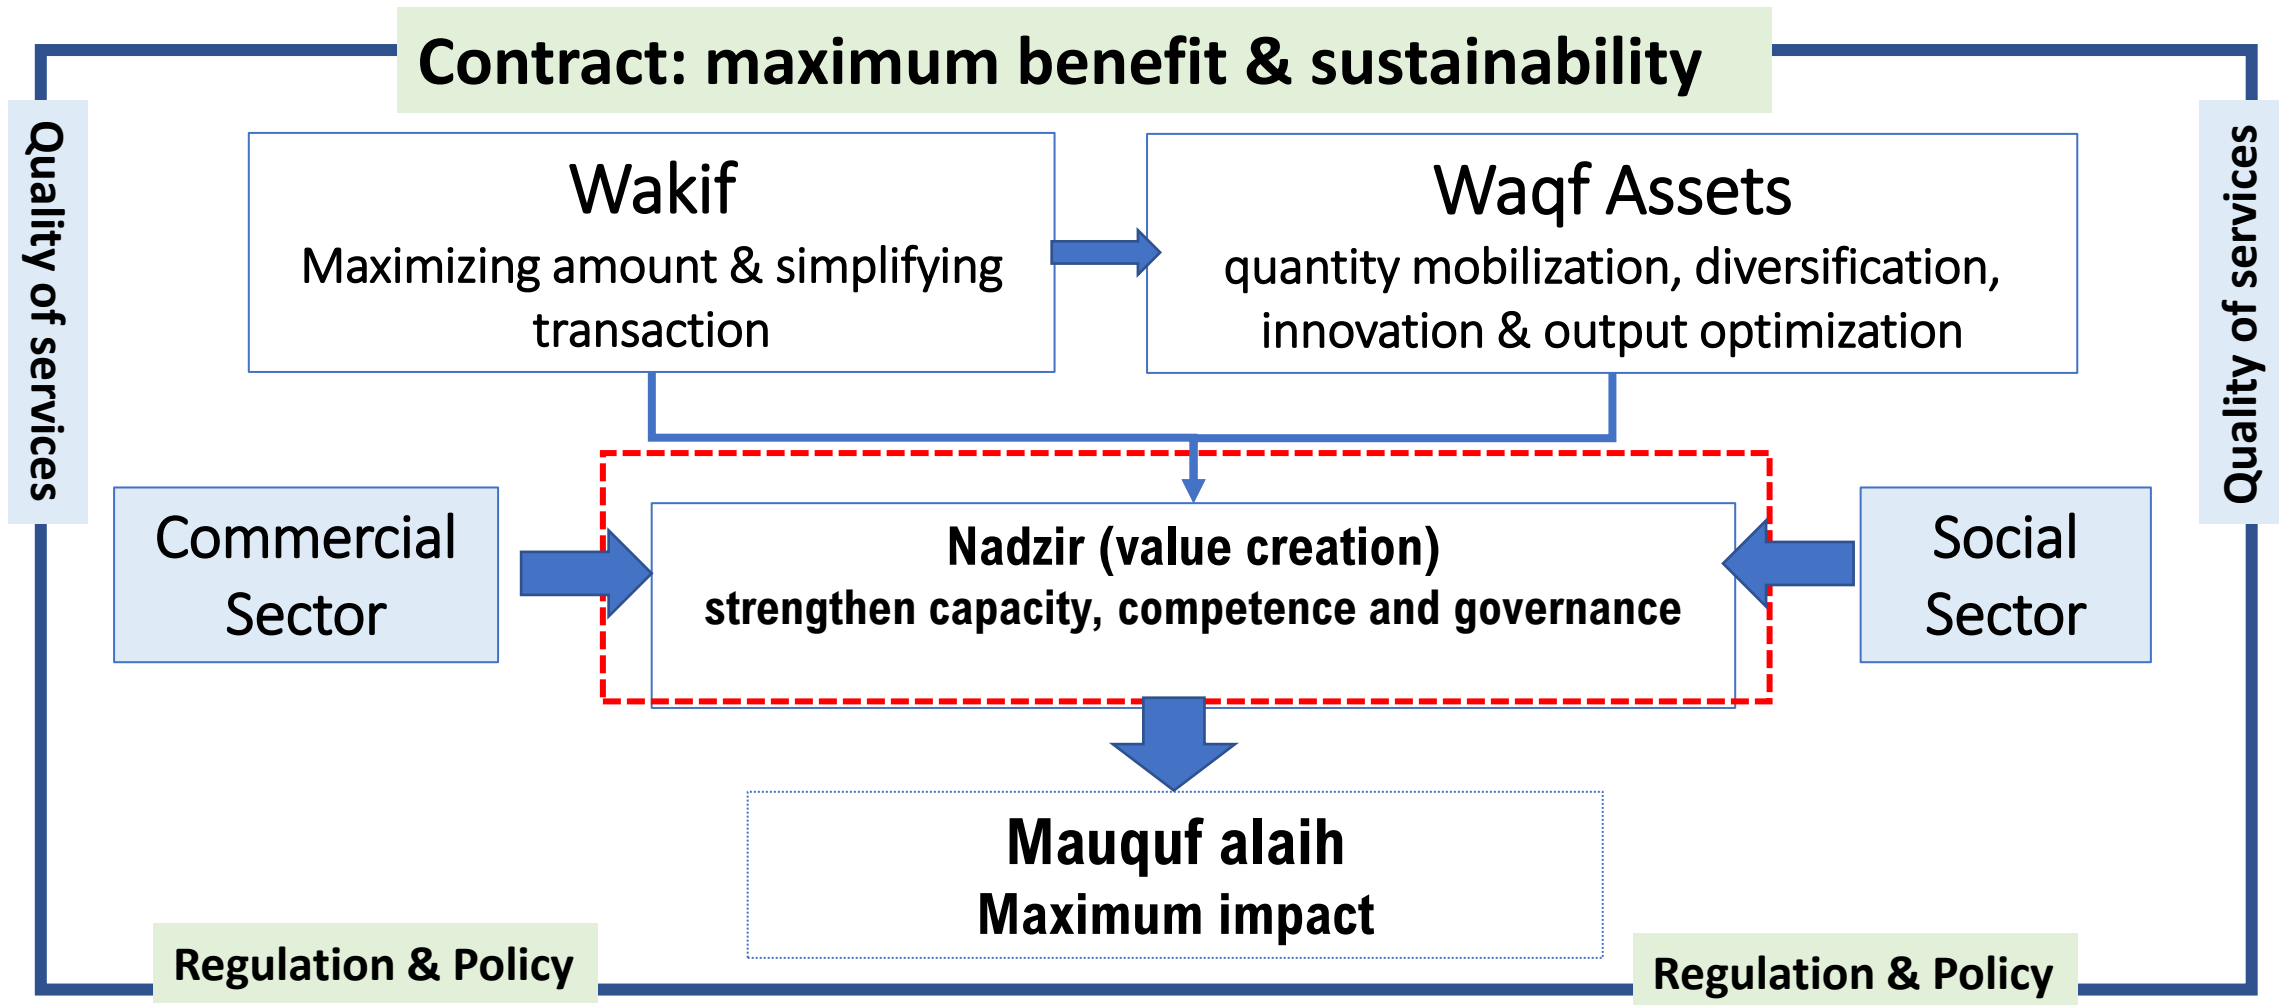 Contract: maximum benefit & sustainability
Quality of services
Wakif
Maximizing amount & simplifying
transaction
Waqf Assets
quantity mobilization, diversification,
innovation & output optimization
Quality of services
Commercial
Sector
Nadzir (value creation)
strengthen capacity, competence and governance
Social
Sector
Mauquf alaih
Maximum impact
Regulation & Policy
Regulation & Policy